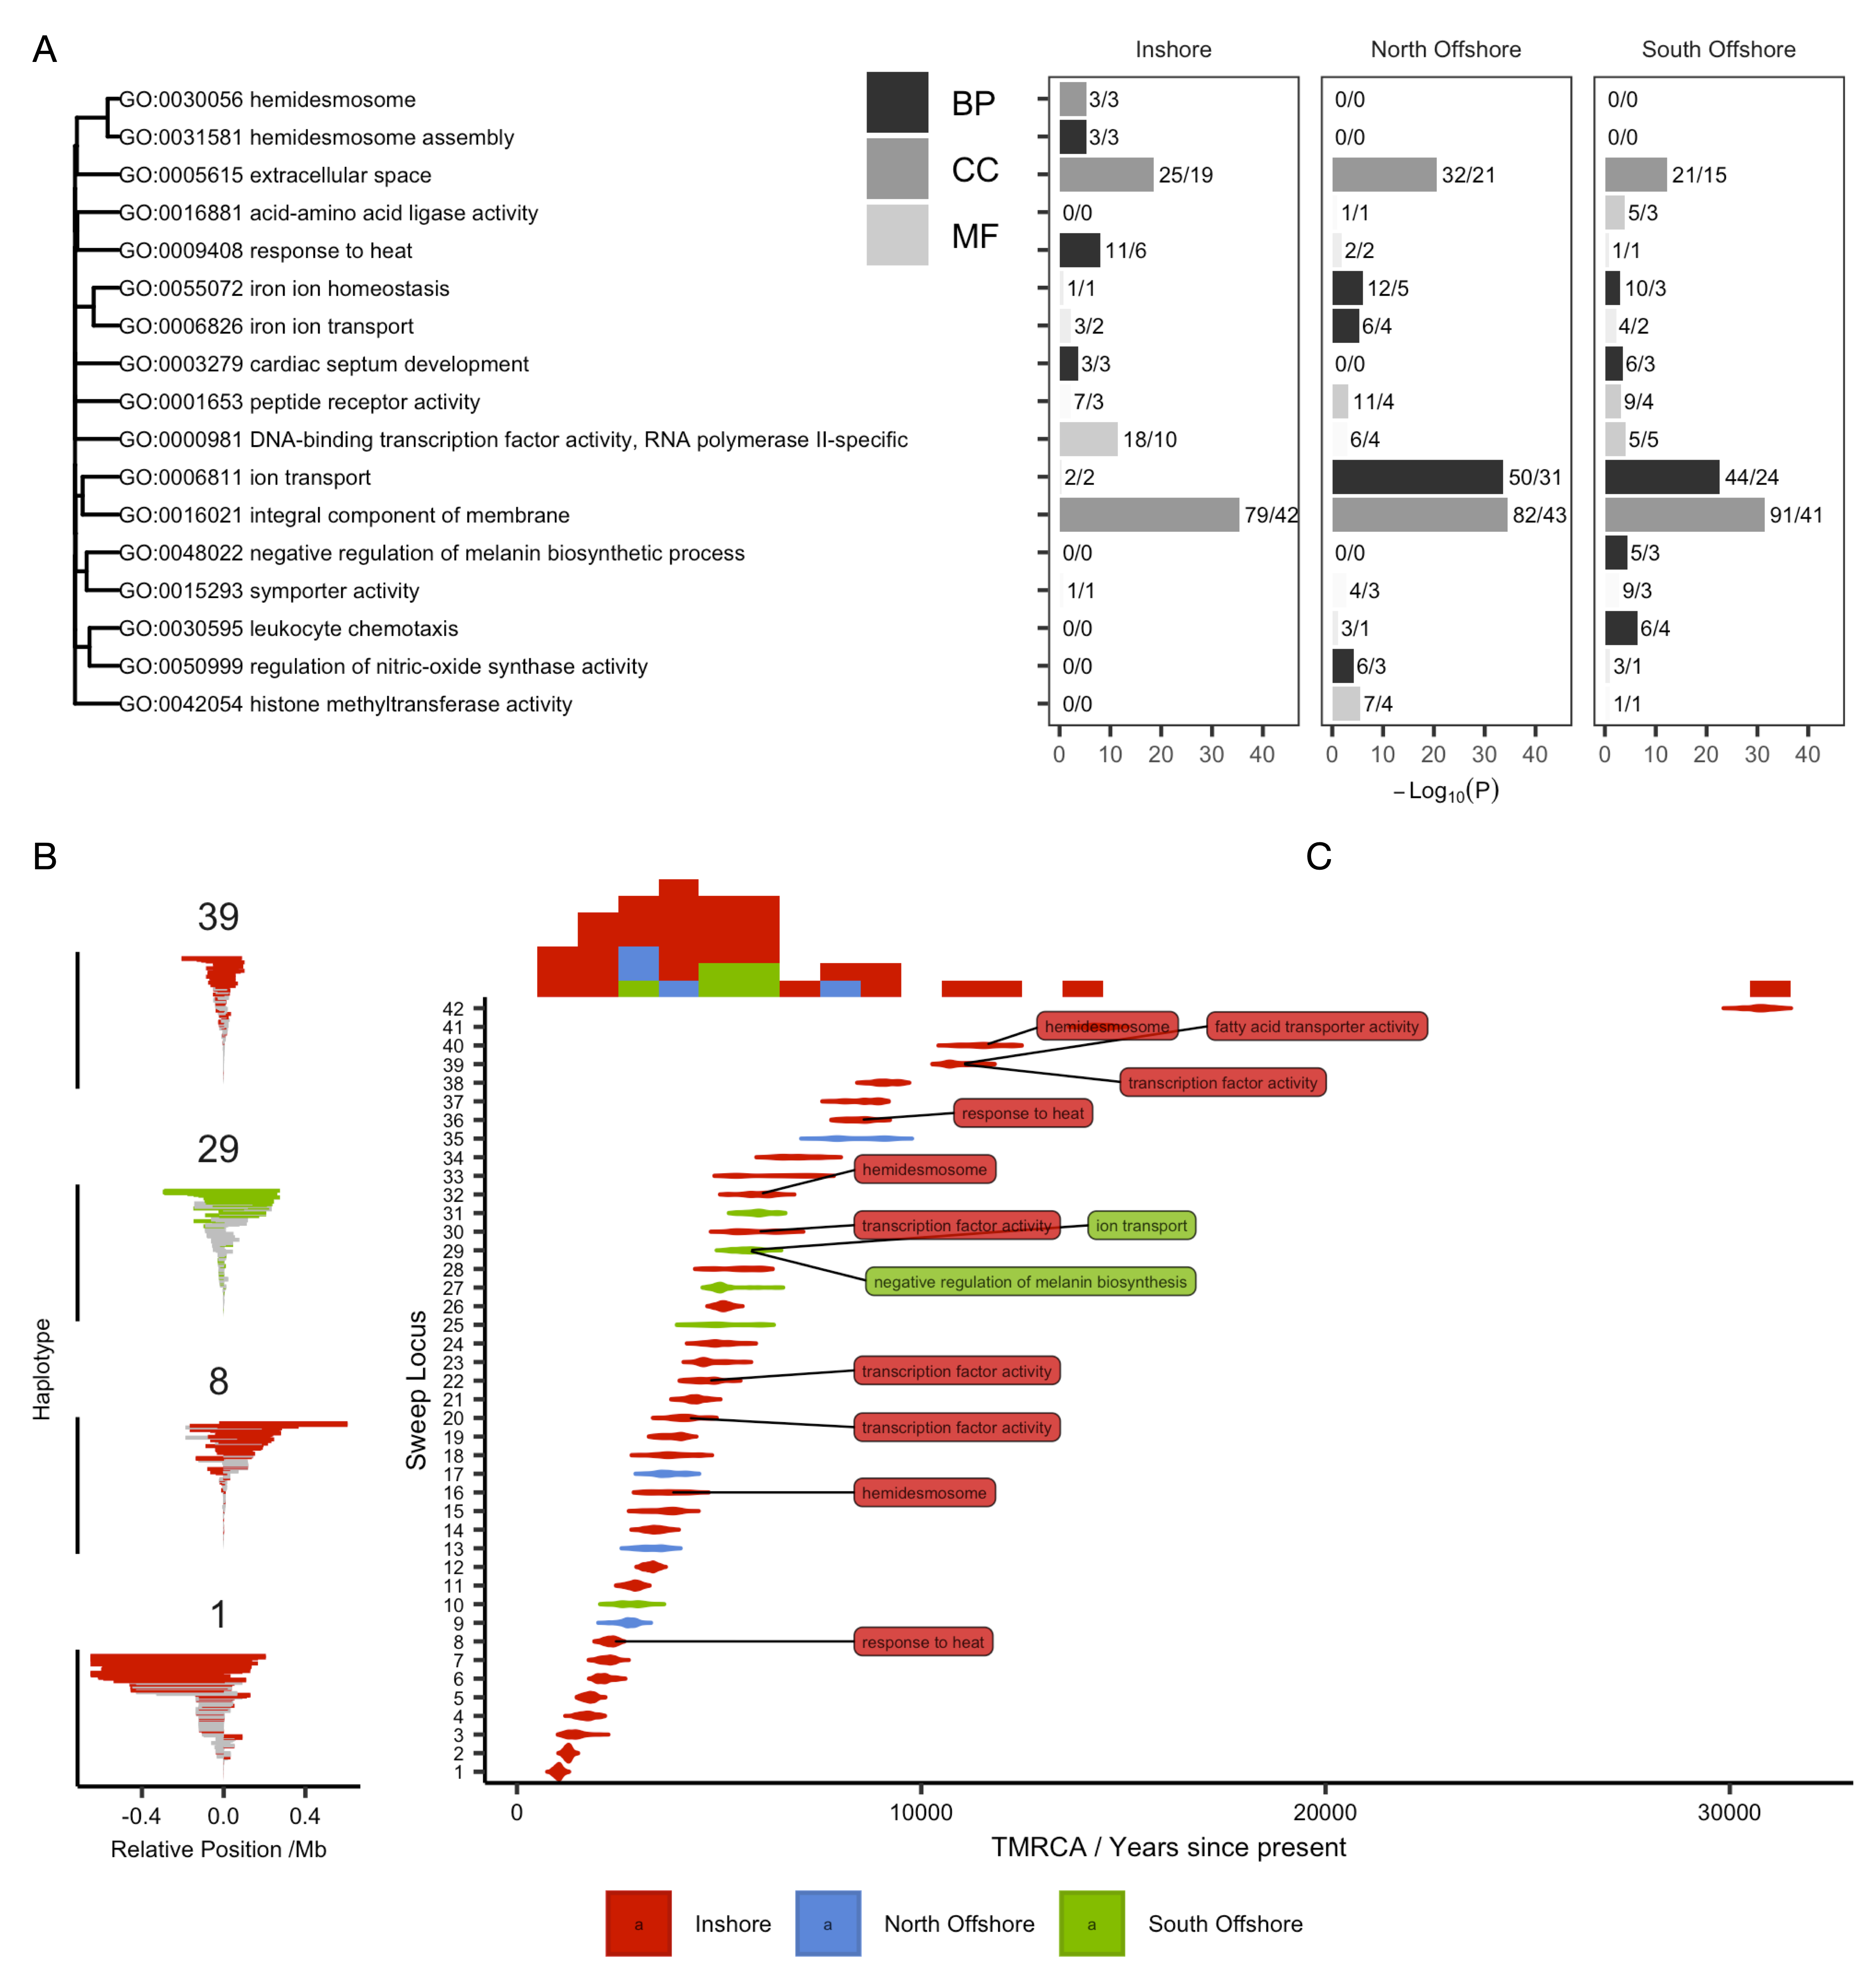 A
Inshore
North Offshore
South Offshore
BP
CC
MF
GO:0030056 hemidesmosome 3/3 0/0 0/0
GO:0031581 hemidesmosome assembly 3/3 0/0 0/0
GO:0005615 extracellular space 25/19 32/21 21/15
GO:0016881 acid-amino acid ligase activity 0/0 1/1 5/3
GO:0009408 response to heat 11/6 2/2 1/1
GO:0055072 iron ion homeostasis 1/1 12/5 10/3
GO:0006826 iron ion transport 3/2 6/4 4/2
GO:0003279 cardiac septum development 3/3 0/0 6/3
GO:0001653 peptide receptor activity 7/3 11/4 9/4
GO:0000981 DNA-binding transcription factor activity, RNA polymerase II-specific 18/10 6/4 5/5
GO:0006811 ion transport 2/2 50/31 44/24
GO:0016021 integral component of membrane 79/42 82/43 91/41
GO:0048022 negative regulation of melanin biosynthetic process 0/0 0/0 5/3
GO:0015293 symporter activity 1/1 4/3 9/3
GO:0030595 leukocyte chemotaxis 0/0 3/1 6/4
GO:0050999 regulation of nitric-oxide synthase activity 0/0 6/3 3/1
GO:0042054 histone methyltransferase activity 0/0 7/4 1/1
0 10 20 30 40 0 10 20 30 40 0 10 20 30 40
−Log10(P)
B
39
29
8
1
Haplotype
-0.4 0.0 0.4
Relative Position /Mb
C
Sweep Locus
42
41 hemidesmosome fatty acid transporter activity
40
39
38 transcription factor activity
37
36 response to heat
35
34
33 hemidesmosome
32
31
30 transcription factor activity ion transport
29
28
27 negative regulation of melanin biosynthesis
26
25
24
23
22 transcription factor activity
21
20 transcription factor activity
19
18
17
16 hemidesmosome
15
14
13
12
11
10
9
8 response to heat
7
6
5
4
3
2
1
0 10000 20000 30000
TMRCA / Years since present
a Inshore a North Offshore a South Offshore